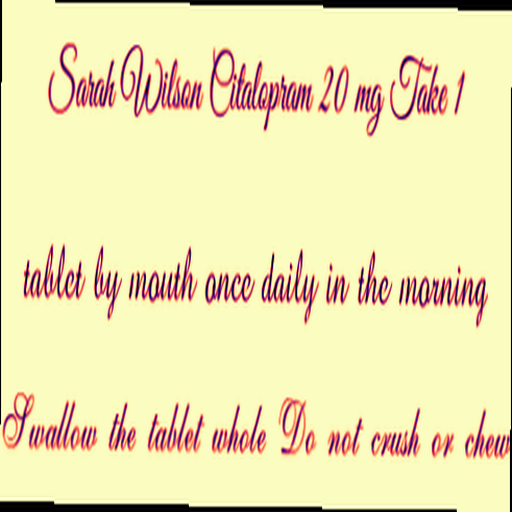 Sarah Wilson Citalopram 20 mg Take 1
tablet by mouth once daily in the morning
Swallow the tablet whole Do not crush or chew